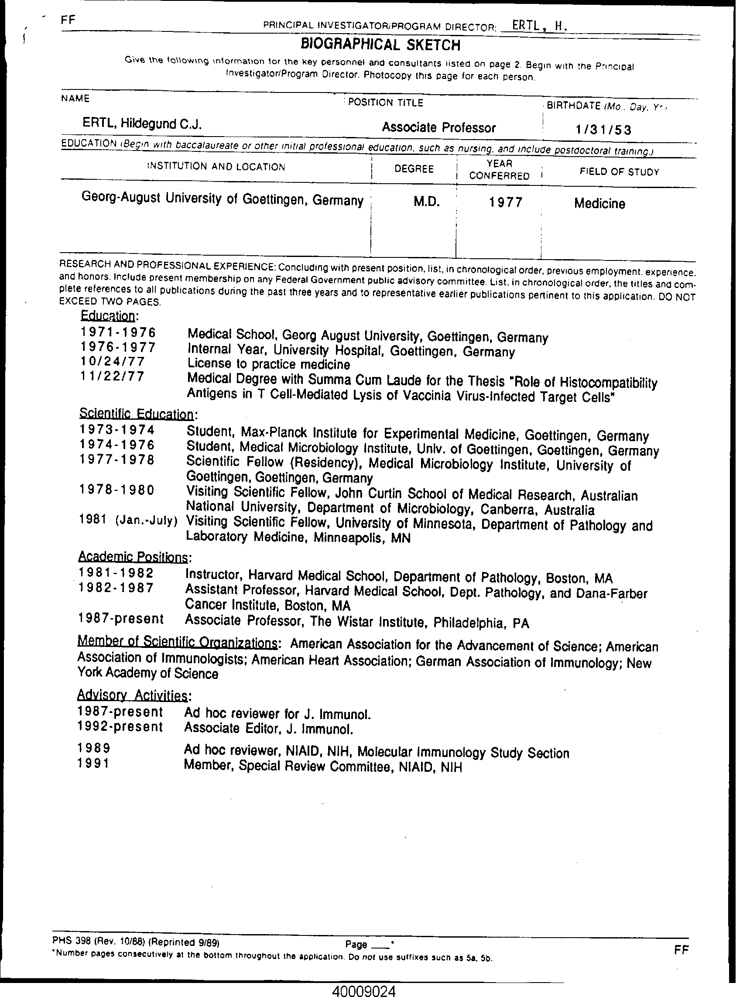 FF
PRINCIPAL INVESTIGATOR/PROGRAM DIRECTOR: ERTL, H.
BIOGRAPHICAL SKETCH
Give the following information for the key personnel and consultants listed on page 2. Begin with the Principal
Investigator/Program Director. Photocopy this page for each person.
NAME POSITION TITLE BIRTHDATE (Mo., Day, Yr.)
ERTL, Hildegund C.J. Associate Professor 1/31/53
EDUCATION (Begin with baccalaureate or other initial professional education, such as nursing, and include postdoctoral training.)
INSTITUTION AND LOCATION DEGREE YEAR CONFERRED FIELD OF STUDY
Georg-August University of Goettingen, Germany M.D. 1977 Medicine
RESEARCH AND PROFESSIONAL EXPERIENCE: Concluding with present position, list, in chronological order, previous employment, experience,
and honors. Include present membership on any Federal Government public advisory committee. List, in chronological order, the titles and com-
plete references to all publications during the past three years and to representative earlier publications pertinent to this application. DO NOT
EXCEED TWO PAGES.
Education:
1971-1976 Medical School, Georg August University, Goettingen, Germany
1976-1977 Internal Year, University Hospital, Goettingen, Germany
10/24/77 License to practice medicine
11/22/77 Medical Degree with Summa Cum Laude for the Thesis "Role of Histocompatibility
Antigens in T Cell-Mediated Lysis of Vaccinia Virus-Infected Target Cells"
Scientific Education:
1973-1974 Student, Max-Planck Institute for Experimental Medicine, Goettingen, Germany
1974-1976 Student, Medical Microbiology Institute, Univ. of Goettingen, Goettingen, Germany
1977-1978 Scientific Fellow (Residency), Medical Microbiology Institute, University of
Goettingen, Goettingen, Germany
1978-1980 Visiting Scientific Fellow, John Curtin School of Medical Research, Australian
National University, Department of Microbiology, Canberra, Australia
1981 (Jan.-July) Visiting Scientific Fellow, University of Minnesota, Department of Pathology and
Laboratory Medicine, Minneapolis, MN
Academic Positions:
1981-1982 Instructor, Harvard Medical School, Department of Pathology, Boston, MA
1982-1987 Assistant Professor, Harvard Medical School, Dept. Pathology, and Dana-Farber
Cancer Institute, Boston, MA
1987-present Associate Professor, The Wistar Institute, Philadelphia, PA
Member of Scientific Organizations: American Association for the Advancement of Science; American
Association of Immunologists; American Heart Association; German Association of Immunology; New
York Academy of Science
Advisory Activities:
1987-present Ad hoc reviewer for J. Immunol.
1992-present Associate Editor, J. Immunol.
1989 Ad hoc reviewer, NIAID, NIH, Molecular Immunology Study Section
1991 Member, Special Review Committee, NIAID, NIH
PHS 398 (Rev. 10/88) (Reprinted 9/89) Page ___*
*Number pages consecutively at the bottom throughout the application. Do not use suffixes such as 5a, 5b.
FF
40009024